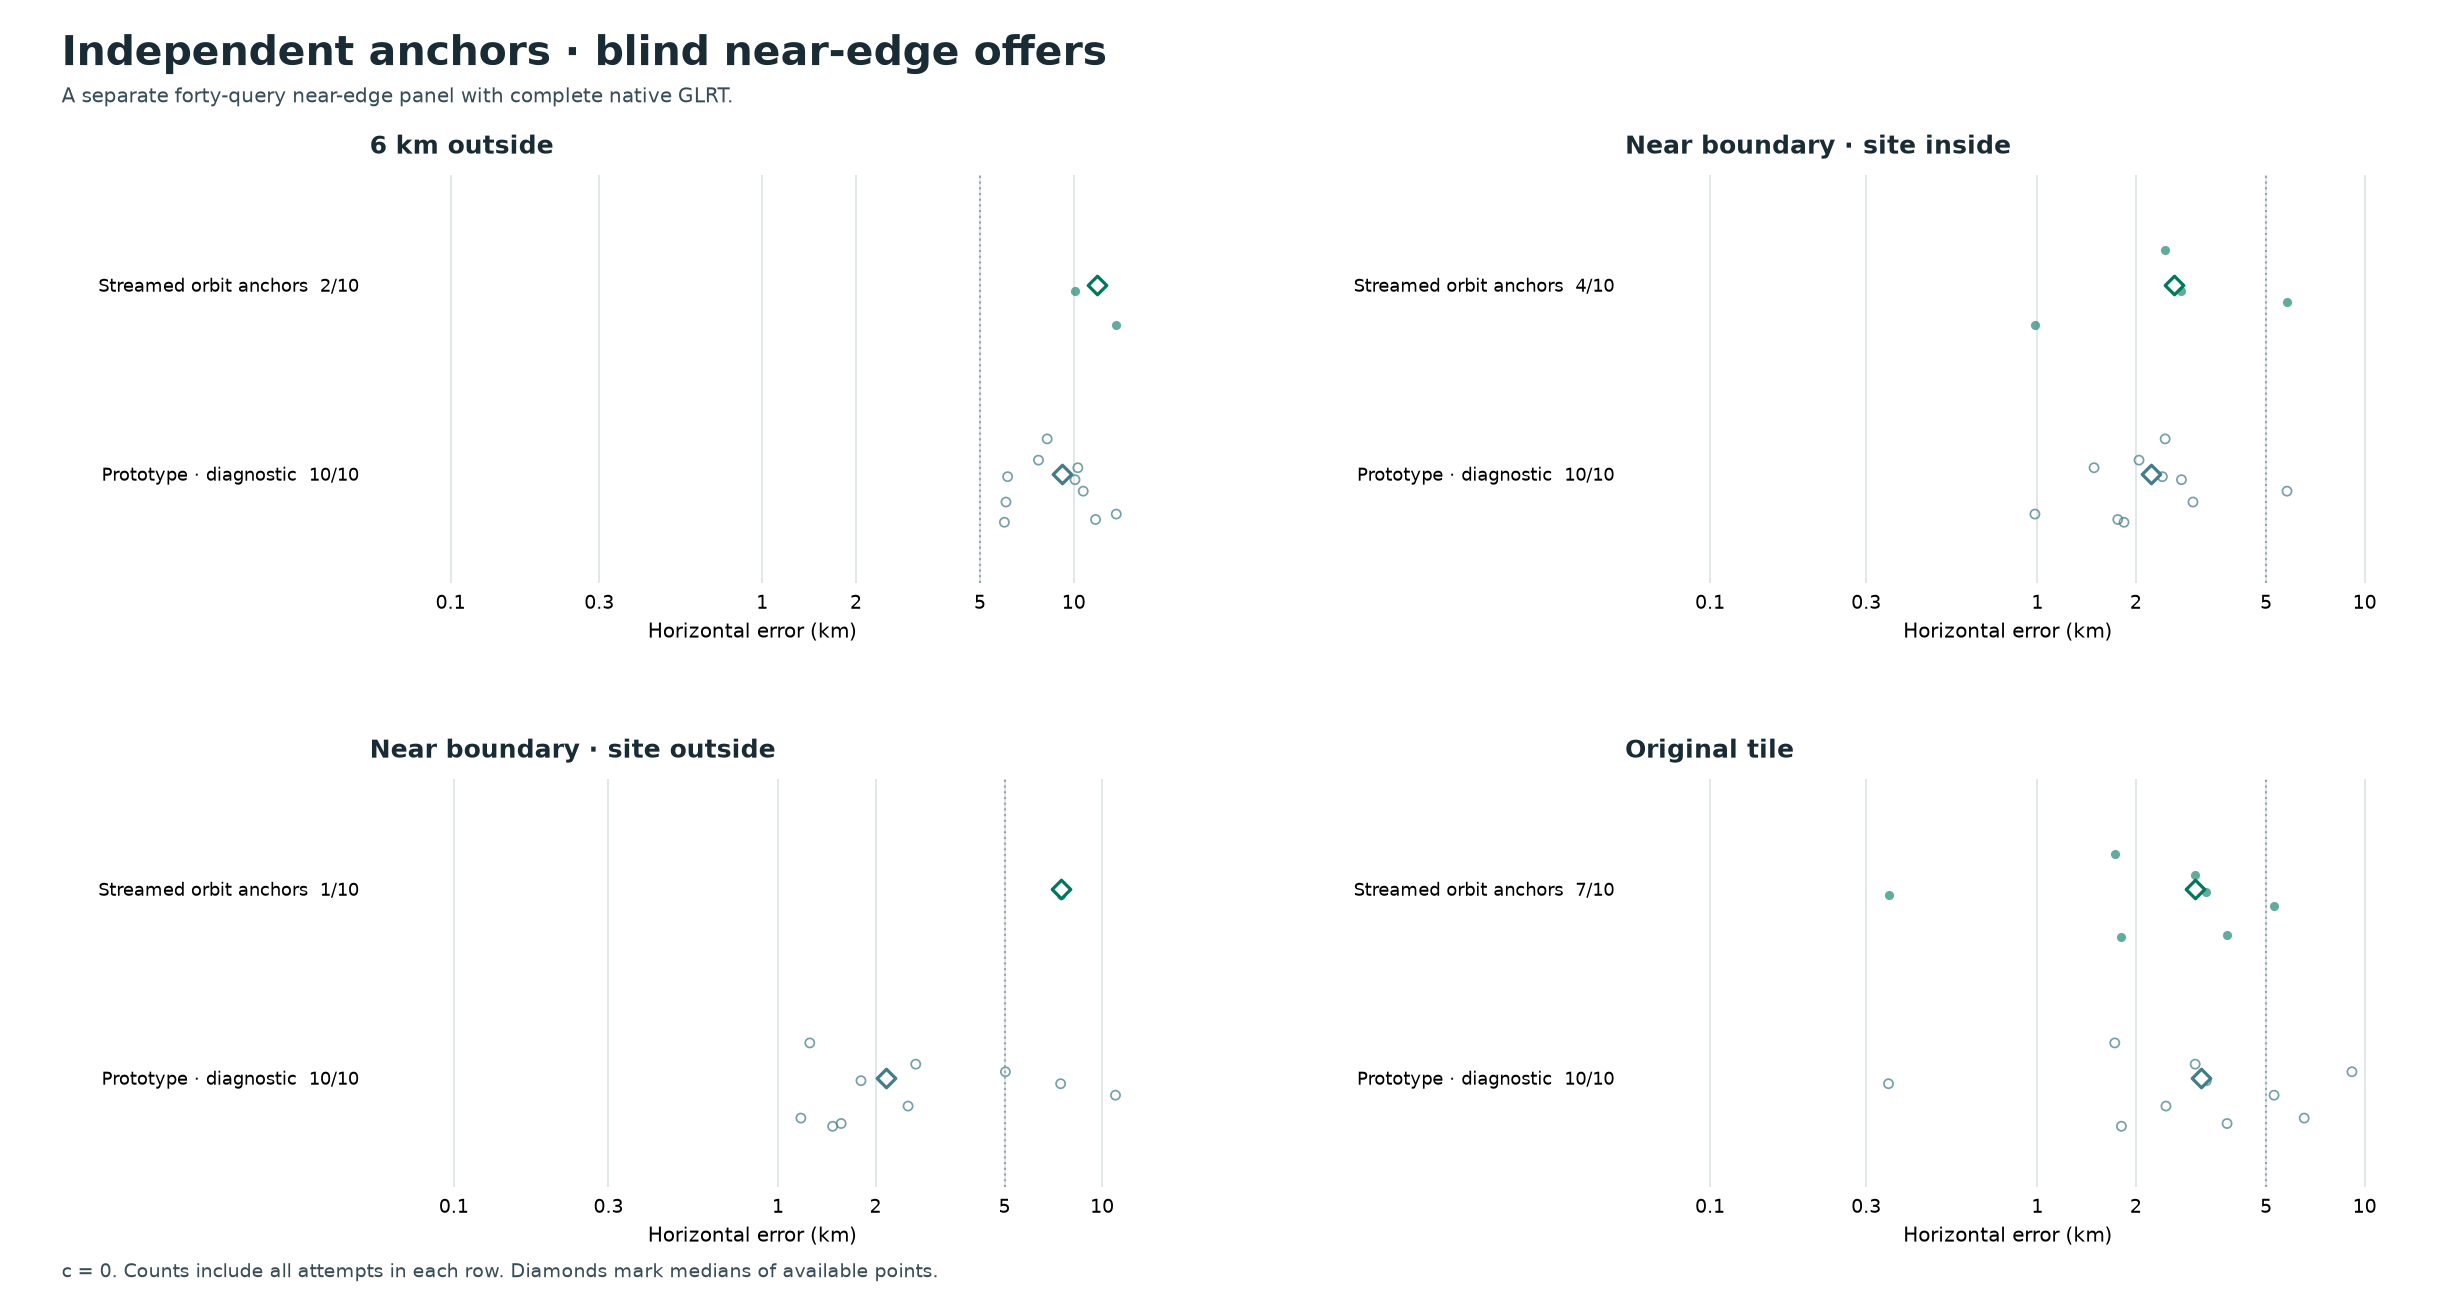 Independent anchors · blind near-edge offers
A separate forty-query near-edge panel with complete native GLRT.
6 km outside
Streamed orbit anchors 2/10
Prototype · diagnostic 10/10
0.1 0.3 1 2 5 10
Horizontal error (km)
Near boundary · site inside
Streamed orbit anchors 4/10
Prototype · diagnostic 10/10
0.1 0.3 1 2 5 10
Horizontal error (km)
Near boundary · site outside
Streamed orbit anchors 1/10
Prototype · diagnostic 10/10
0.1 0.3 1 2 5 10
Horizontal error (km)
Original tile
Streamed orbit anchors 7/10
Prototype · diagnostic 10/10
0.1 0.3 1 2 5 10
Horizontal error (km)
c = 0. Counts include all attempts in each row. Diamonds mark medians of available points.